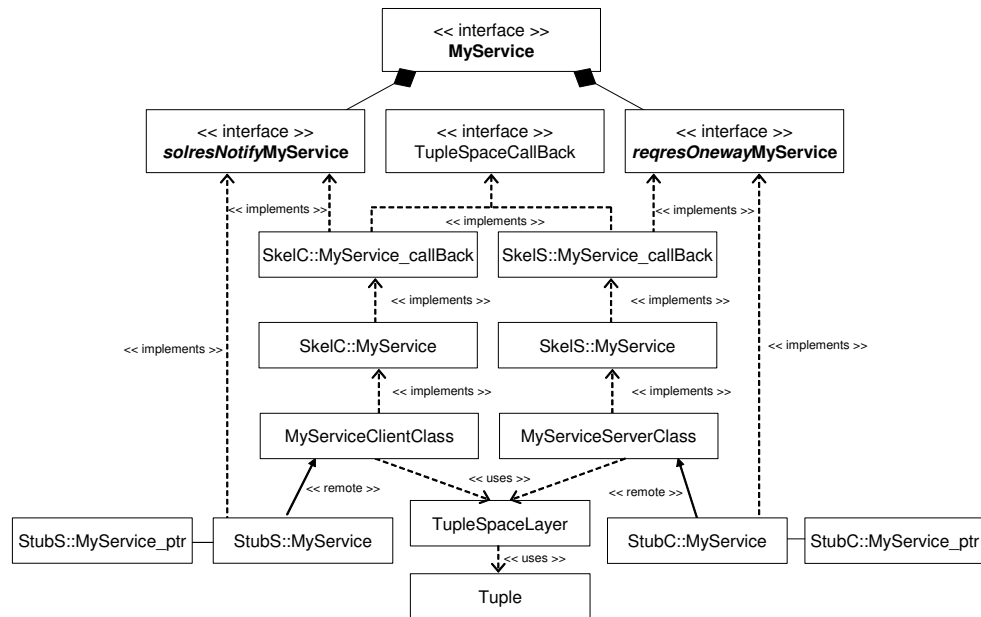 << interface >>
MyService
<< interface >>
solresNotifyMyService
<< interface >>
TupleSpaceCallBack
<< interface >>
reqresOnewayMyService
<< implements >>
<< implements >>
<< implements >>
SkelC::MyService_callBack
SkelS::MyService_callBack
<< implements >>
<< implements >>
SkelC::MyService
SkelS::MyService
<< implements >>
<< implements >>
<< implements >>
<< implements >>
MyServiceClientClass
MyServiceServerClass
<< uses >>
<< remote >>
<< remote >>
StubS::MyService_ptr
StubS::MyService
TupleSpaceLayer
StubC::MyService
StubC::MyService_ptr
<< uses >>
Tuple